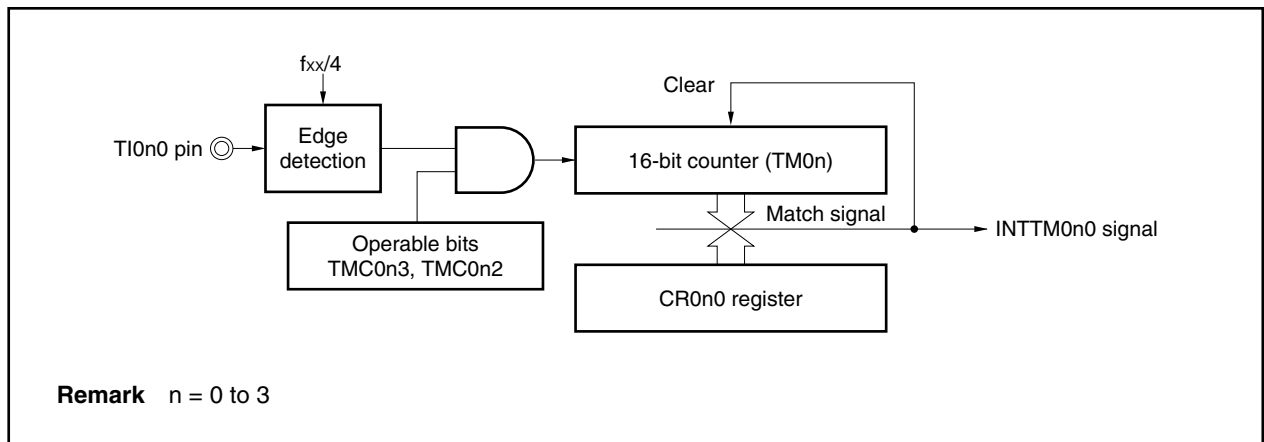 fxx/4
Clear
TI0n0 pin
Edge
detection
16-bit counter (TM0n)
Match signal
INTTM0n0 signal
Operable bits
TMC0n3, TMC0n2
CR0n0 register
Remark n = 0 to 3